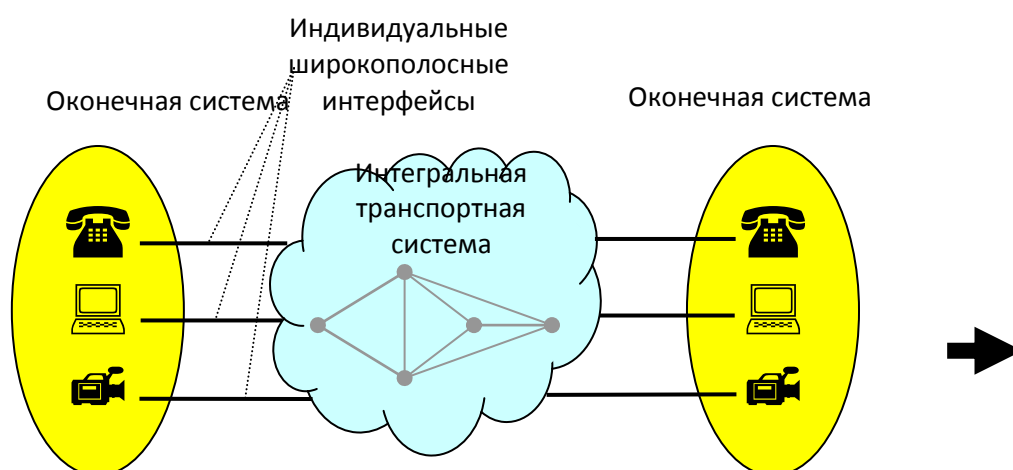 Индивидуальные
широкополосные
интерфейсы
Оконечная система
Оконечная система
Интегральная
транспортная
система